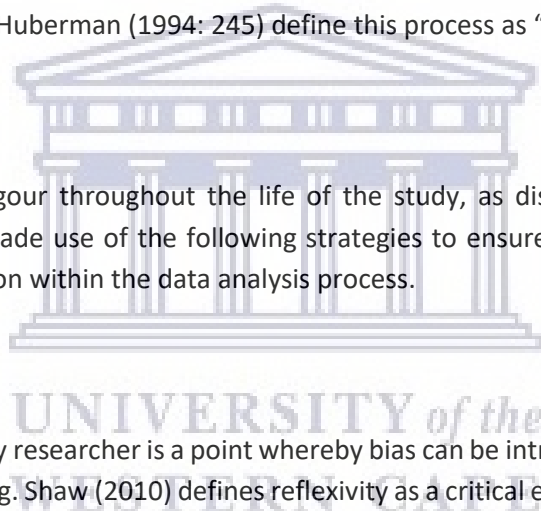 Huberman (1994: 245) define this process as “
gour throughout the life of the study, as dis
ade use of the following strategies to ensure
on within the data analysis process.
UNIVERSITY of the
y researcher is a point whereby bias can be intr
WESTERN CAPE
g. Shaw (2010) defines reflexivity as a critical e